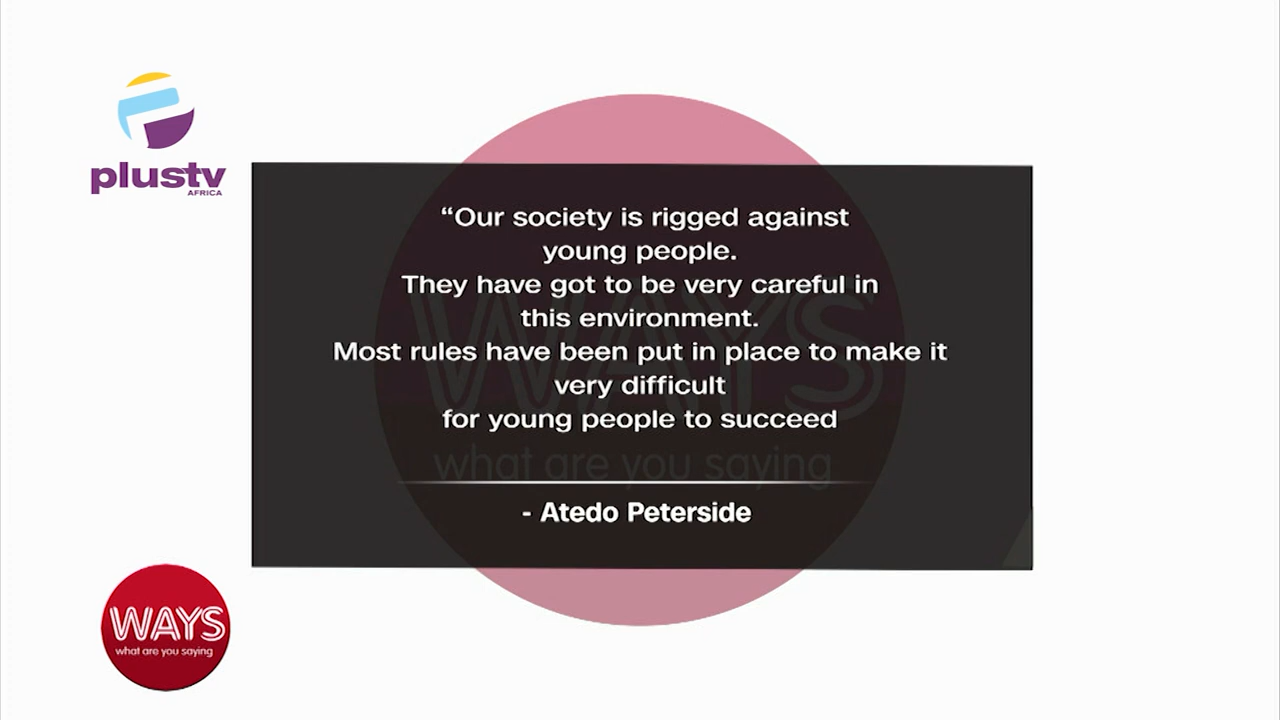 plustv
AFRICA
“Our society is rigged against
young people.
They have got to be very careful in
this environment.
Most rules have been put in place to make it
very difficult
for young people to succeed
WAYS
what are you saying
- Atedo Peterside
WAYS
what are you saying